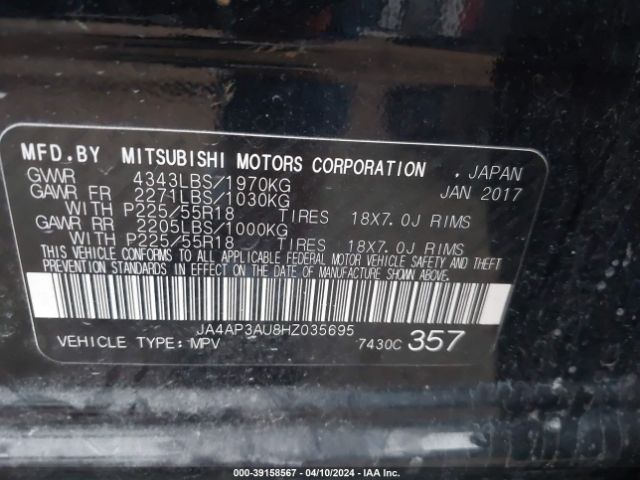 MFD.BY MITSUBISHI MOTORS CORPORATION . JAPAN
GVWR 4343LBS/1970KG JAN 2017
GAWR FR 2271LBS/1030KG
WITH P225/55R18 TIRES 18X7.0J RIMS
GAWR RR 2205LBS/1000KG
WITH P225/55R18 TIRES 18X7.0J RIMS
THIS VEHICLE CONFORMS TO ALL APPLICABLE FEDERAL MOTOR VEHICLE SAFETY AND THEFT
PREVENTION STANDARDS IN EFFECT ON THE DATE OF MANUFACTURE SHOWN ABOVE.
JA4AP3AU8HZ035695
VEHICLE TYPE: MPV 7430C 357
000-39158567 - 04/10/2024 - IAA Inc.